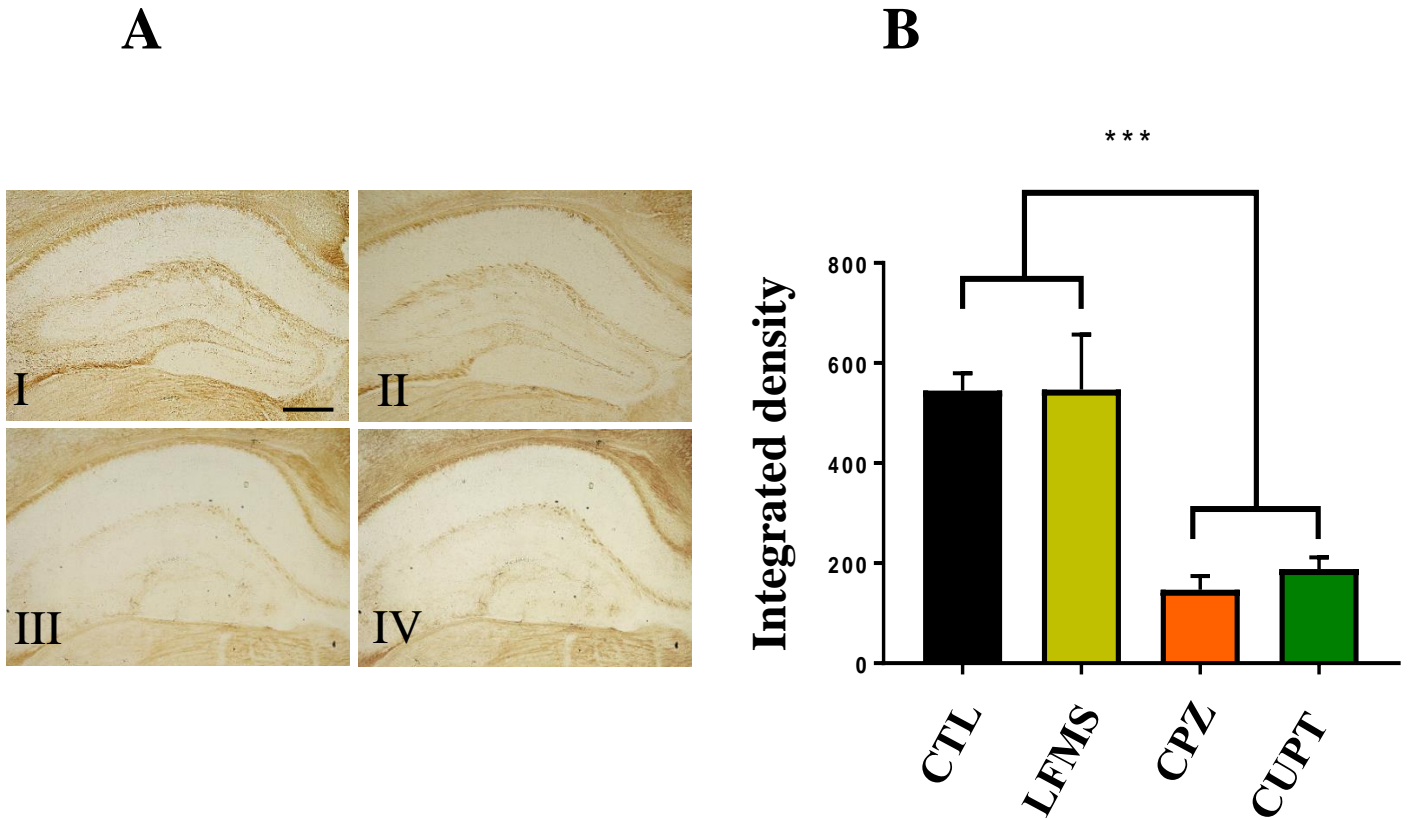 A
B
I
II
III
IV
***
Integrated density
800
600
400
200
0
CTL
LFMS
CPZ
CUPT